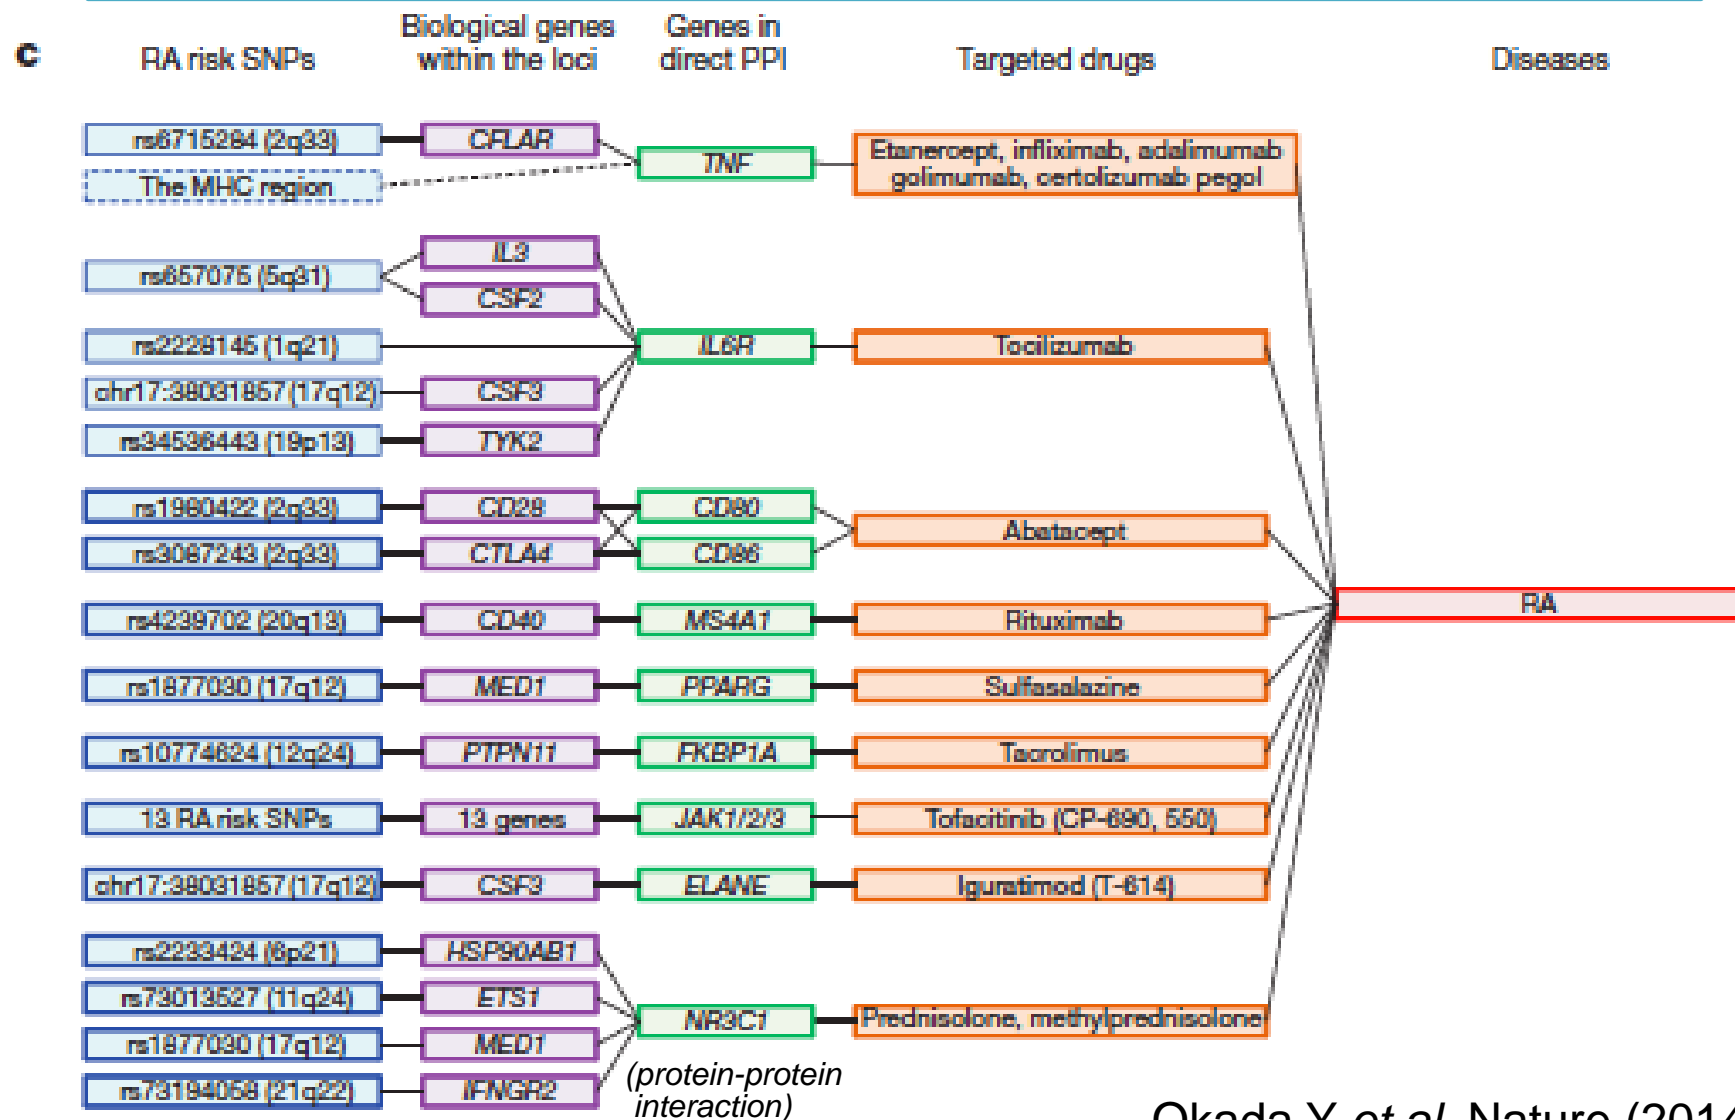 c
RA risk SNPs
Biological genes
within the loci
Genes in
direct PPI
Targeted drugs
Diseases
rs6715284 (2q33)
CFLAR
The MHC region
TNF
Etanercept, infliximab, adalimumab
golimumab, certolizumab pegol
rs657075 (5q31)
IL3
CSF2
rs2228145 (1q21)
IL6R
Tocilizumab
chr17:38031857 (17q12)
CSF3
rs34536443 (19p13)
TYK2
rs1980422 (2q33)
CD28
CD80
rs3087243 (2q33)
CTLA4
CD86
Abatacept
RA
rs4239702 (20q13)
CD40
MS4A1
Rituximab
rs1877030 (17q12)
MED1
PPARG
Sulfasalazine
rs10774624 (12q24)
PTPN11
FKBP1A
Tacrolimus
13 RA risk SNPs
13 genes
JAK1/2/3
Tofacitinib (CP-690, 550)
chr17:38031857 (17q12)
CSF3
ELANE
Iguratimod (T-614)
rs2233424 (6p21)
HSP90AB1
rs73013527 (11q24)
ETS1
rs1877030 (17q12)
MED1
rs73194058 (21q22)
IFNGR2
NR3C1
Prednisolone, methylprednisolone
(protein-protein
interaction)
Okada Y et al. Nature (2014